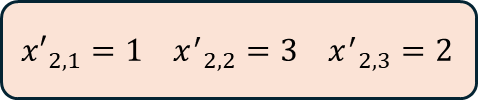 x′₂,₁ = 1 x′₂,₂ = 3 x′₂,₃ = 2